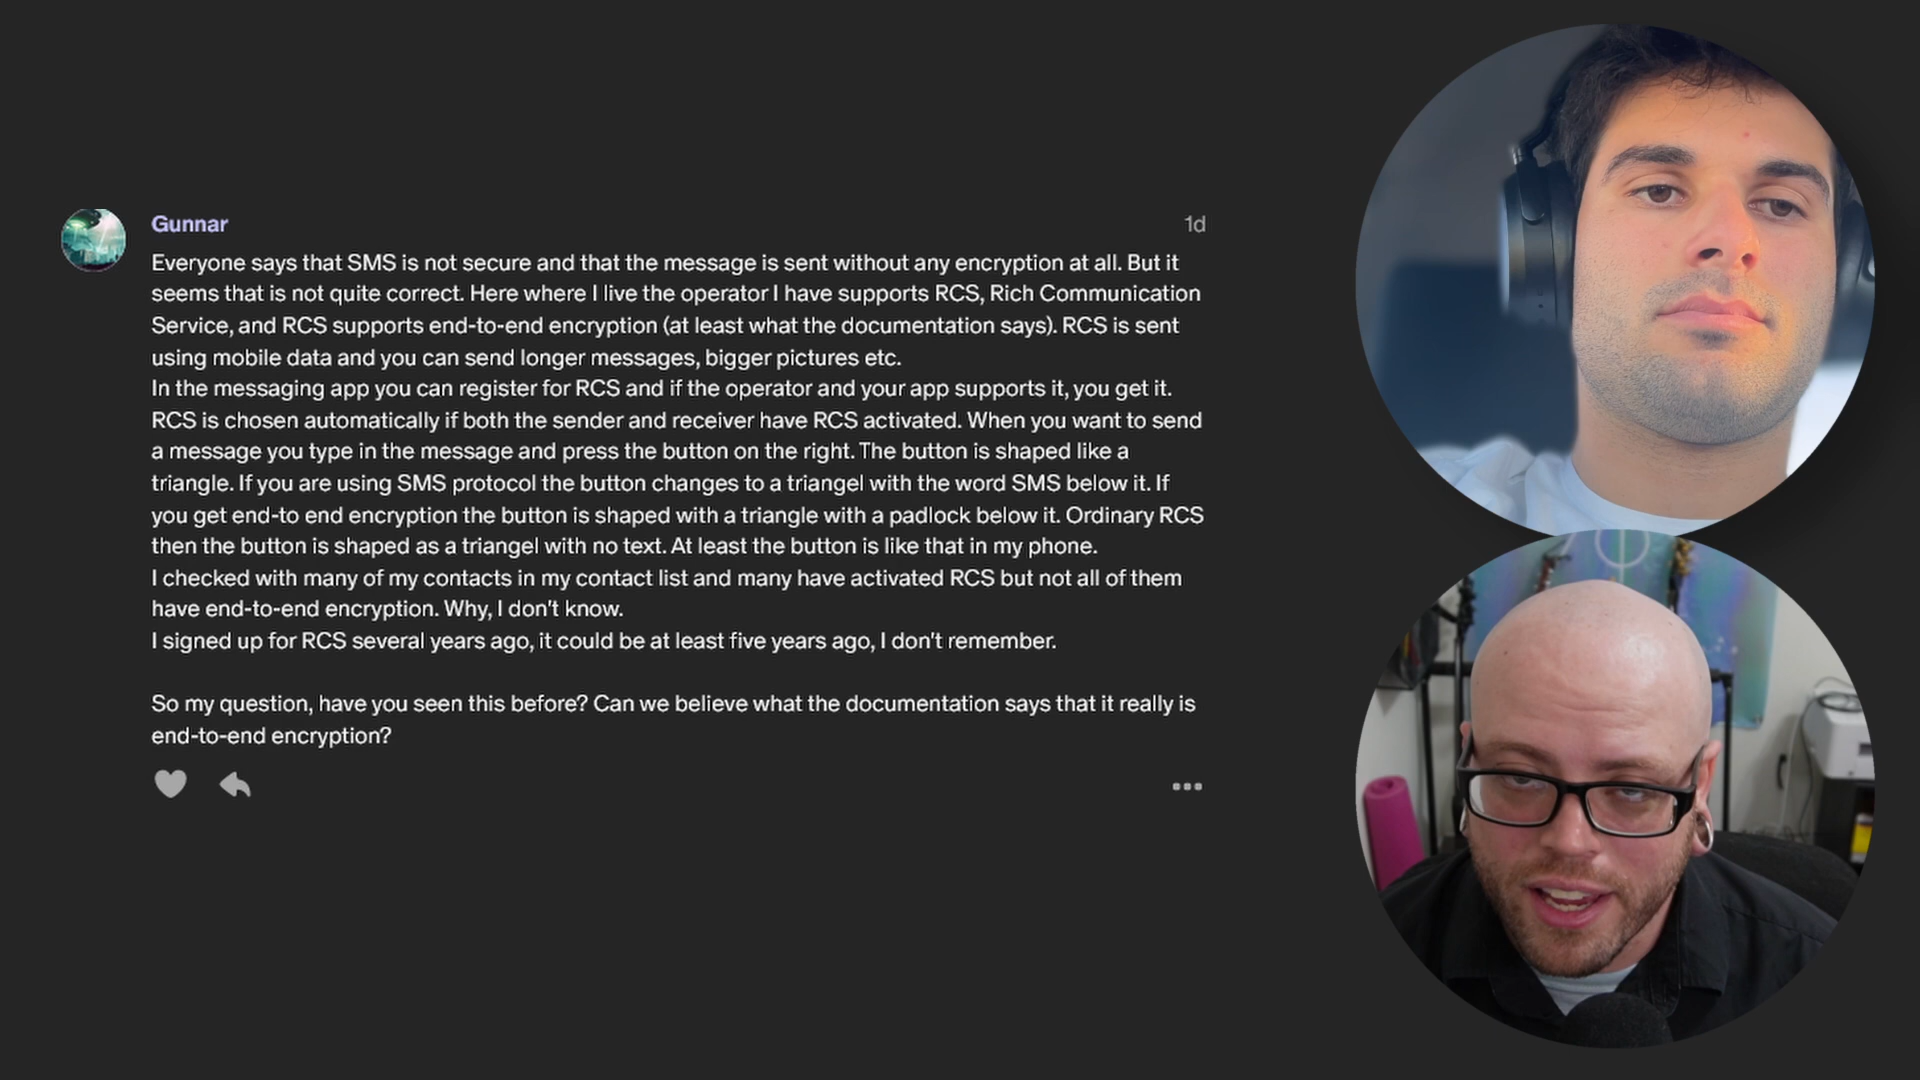 Gunnar
1d
Everyone says that SMS is not secure and that the message is sent without any encryption at all. But it
seems that is not quite correct. Here where I live the operator I have supports RCS, Rich Communication
Service, and RCS supports end-to-end encryption (at least what the documentation says). RCS is sent
using mobile data and you can send longer messages, bigger pictures etc.
In the messaging app you can register for RCS and if the operator and your app supports it, you get it.
RCS is chosen automatically if both the sender and receiver have RCS activated. When you want to send
a message you type in the message and press the button on the right. The button is shaped like a
triangle. If you are using SMS protocol the button changes to a triangel with the word SMS below it. If
you get end-to end encryption the button is shaped with a triangle with a padlock below it. Ordinary RCS
then the button is shaped as a triangel with no text. At least the button is like that in my phone.
I checked with many of my contacts in my contact list and many have activated RCS but not all of them
have end-to-end encryption. Why, I don't know.
I signed up for RCS several years ago, it could be at least five years ago, I don't remember.
So my question, have you seen this before? Can we believe what the documentation says that it really is
end-to-end encryption?